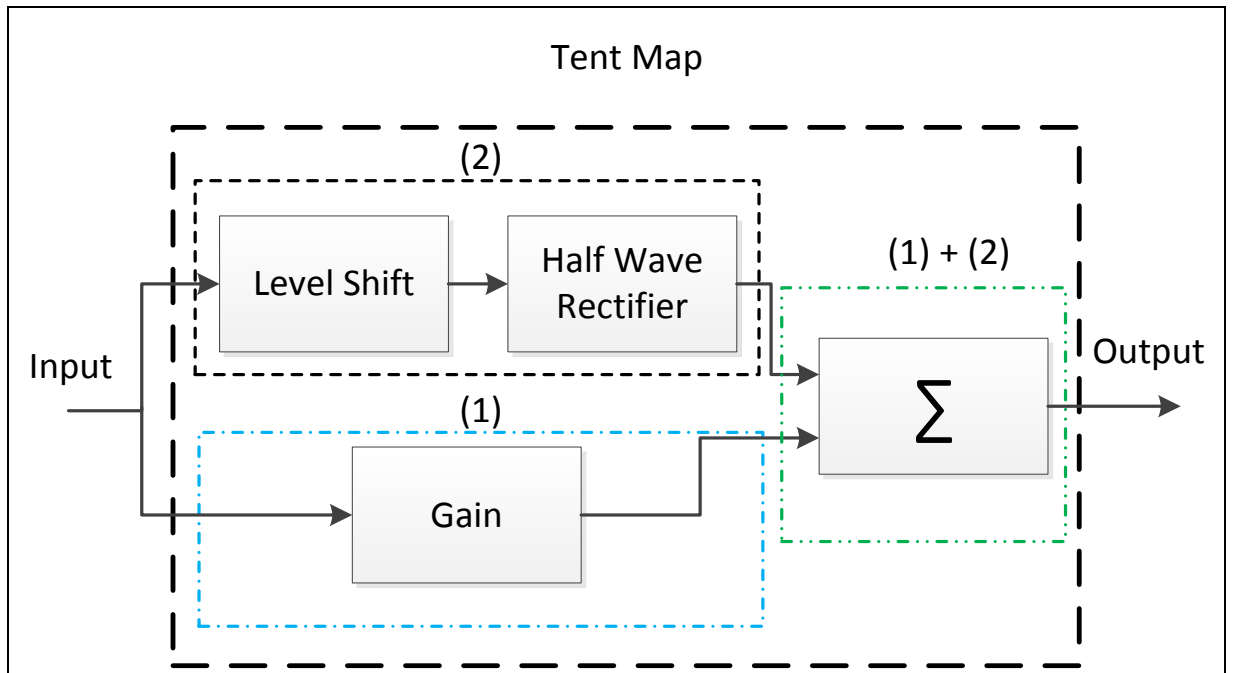 Tent Map
(2)
Level Shift
Half Wave
Rectifier
(1) + (2)
Input
Output
(1)
∑
Gain